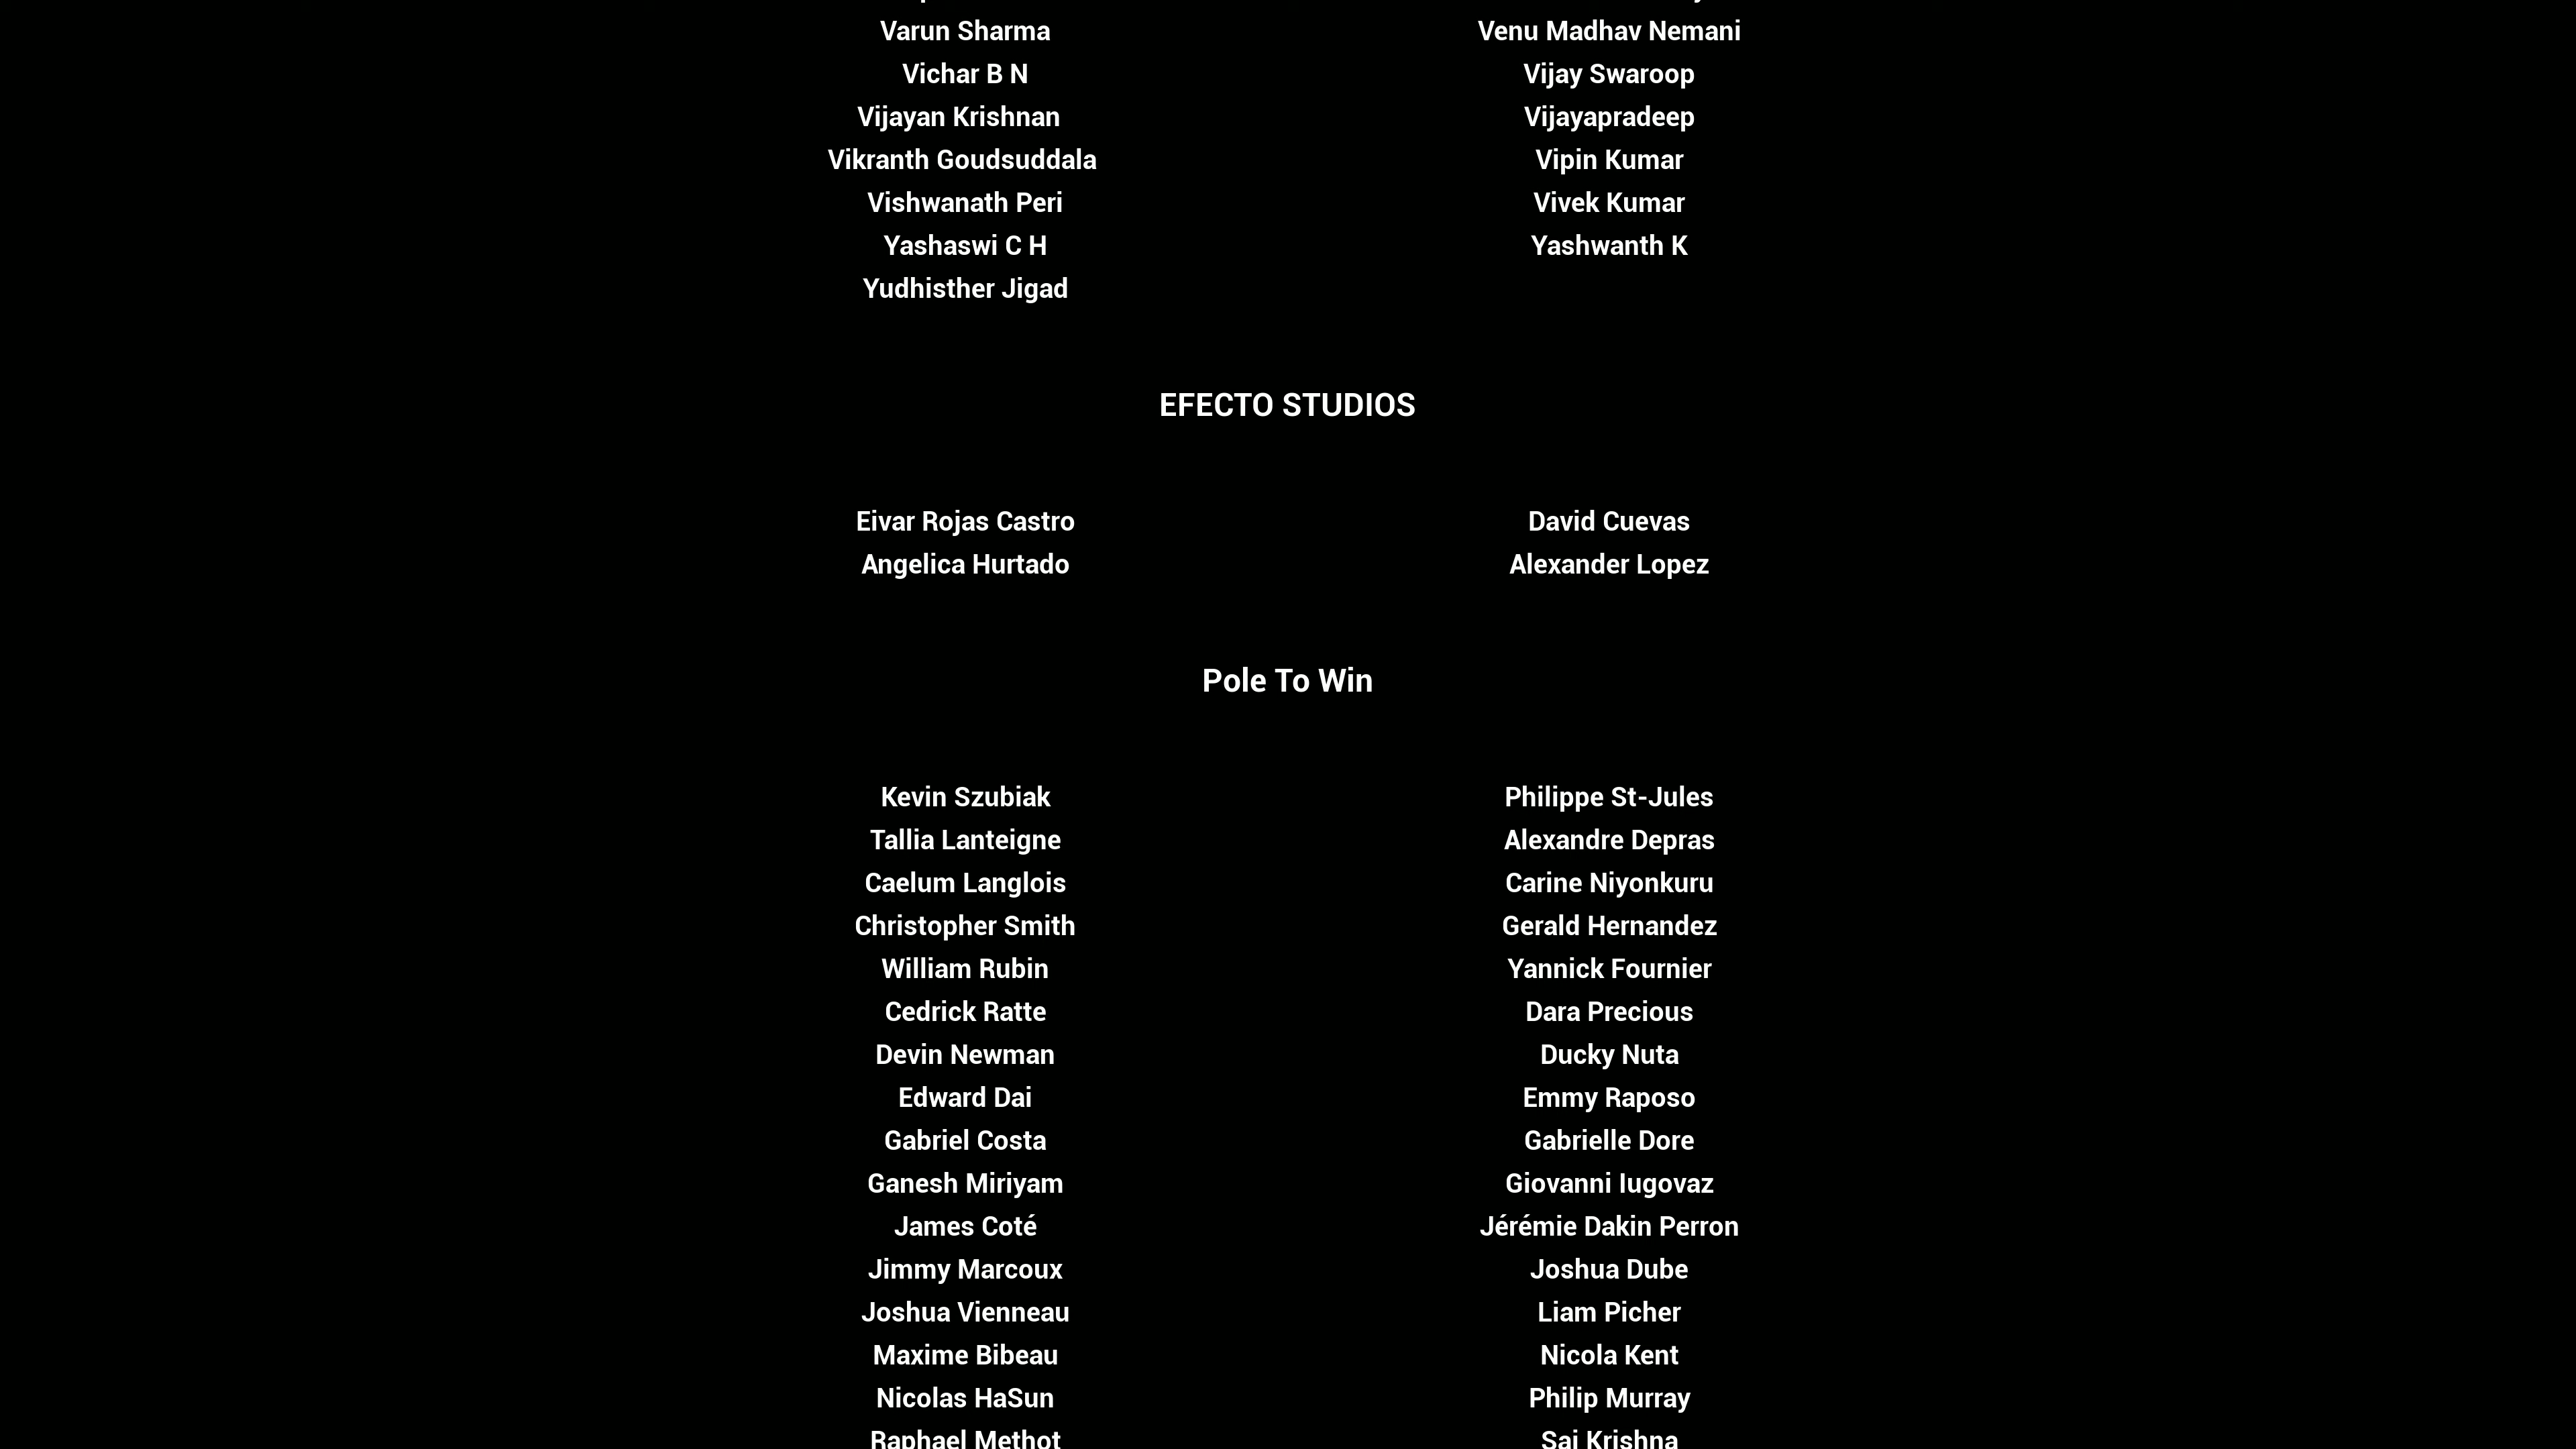 Varun Sharma Venu Madhav Nemani
Vichar B N Vijay Swaroop
Vijayan Krishnan Vijayapradeep
Vikranth Goudsuddala Vipin Kumar
Vishwanath Peri Vivek Kumar
Yashaswi C H Yashwanth K
Yudhisther Jigad
EFECTO STUDIOS
Eivar Rojas Castro David Cuevas
Angelica Hurtado Alexander Lopez
Pole To Win
Kevin Szubiak Philippe St-Jules
Tallia Lanteigne Alexandre Depras
Caelum Langlois Carine Niyonkuru
Christopher Smith Gerald Hernandez
William Rubin Yannick Fournier
Cedrick Ratte Dara Precious
Devin Newman Ducky Nuta
Edward Dai Emmy Raposo
Gabriel Costa Gabrielle Dore
Ganesh Miriyam Giovanni Iugovaz
James Coté Jérémie Dakin Perron
Jimmy Marcoux Joshua Dube
Joshua Vienneau Liam Picher
Maxime Bibeau Nicola Kent
Nicolas HaSun Philip Murray
Raphael Methot Sai Krishna